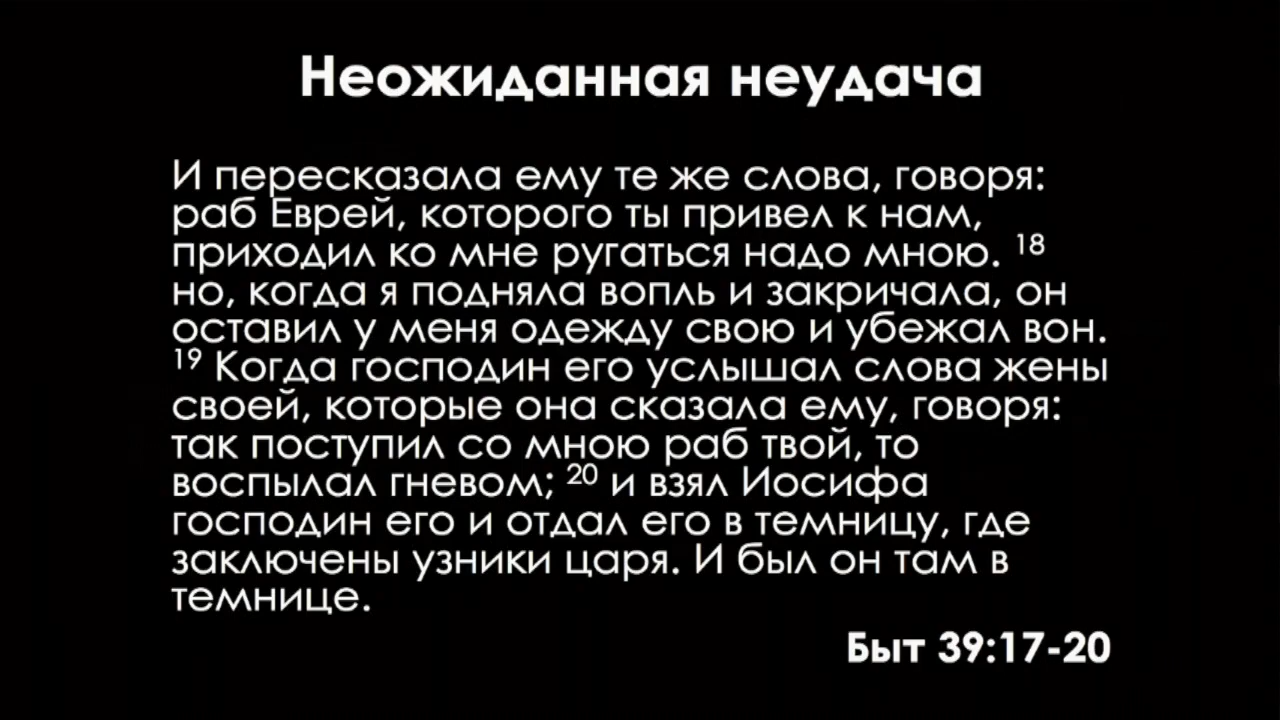 Неожиданная неудача
И пересказала ему те же слова, говоря:
раб Еврей, которого ты привел к нам,
приходил ко мне ругаться надо мною. 18
но, когда я подняла вопль и закричала, он
оставил у меня одежду свою и убежал вон.
19 Когда господин его услышал слова жены
своей, которые она сказала ему, говоря:
так поступил со мною раб твой, то
воспылал гневом; 20 и взял Иосифа
господин его и отдал его в темницу, где
заключены узники царя. И был он там в
темнице.
Быт 39:17-20